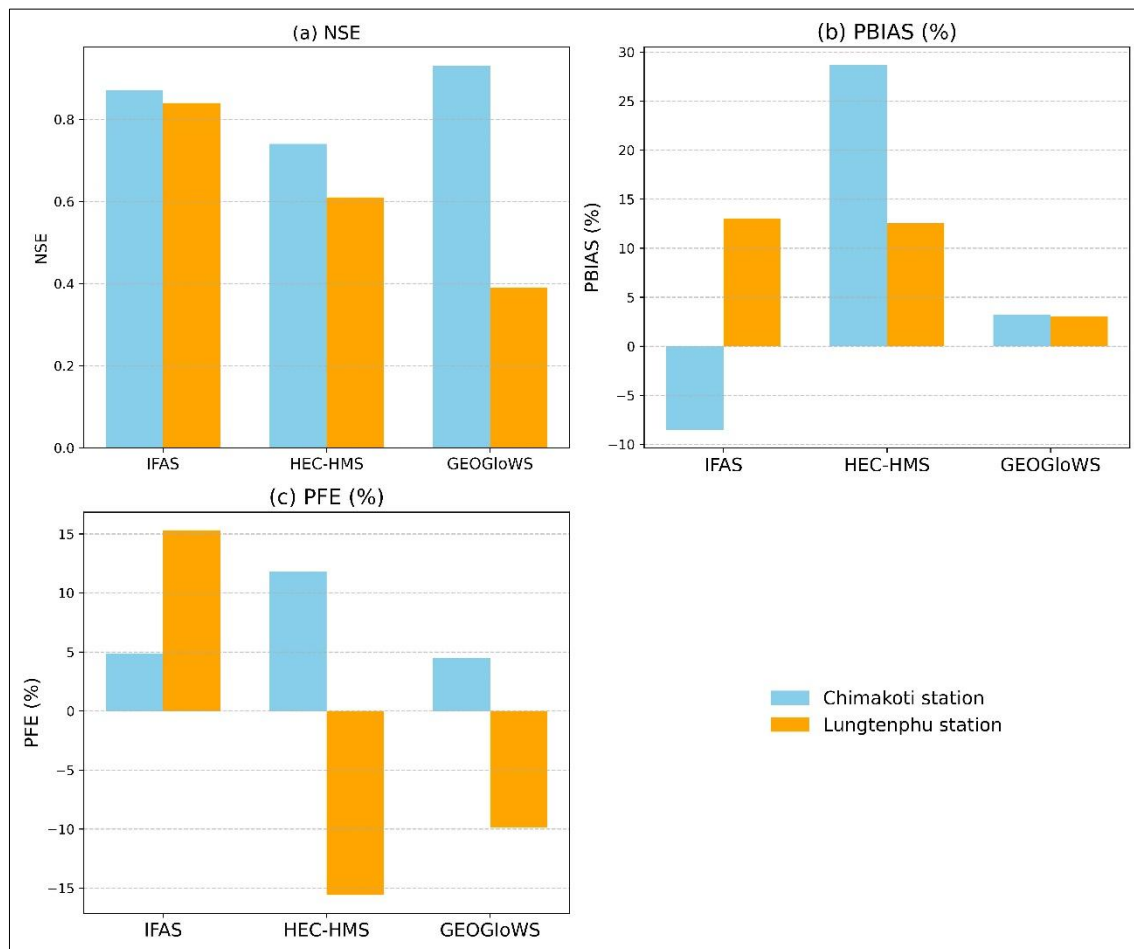 (a) NSE
NSE
0.8
0.6
0.4
0.2
0.0
IFAS
HEC-HMS
GEOGloWS
(b) PBIAS (%)
PBIAS (%)
30
25
20
15
10
5
0
−5
−10
IFAS
HEC-HMS
GEOGloWS
(c) PFE (%)
PFE (%)
15
10
5
0
−5
−10
−15
IFAS
HEC-HMS
GEOGloWS
Chimakoti station
Lungtenphu station